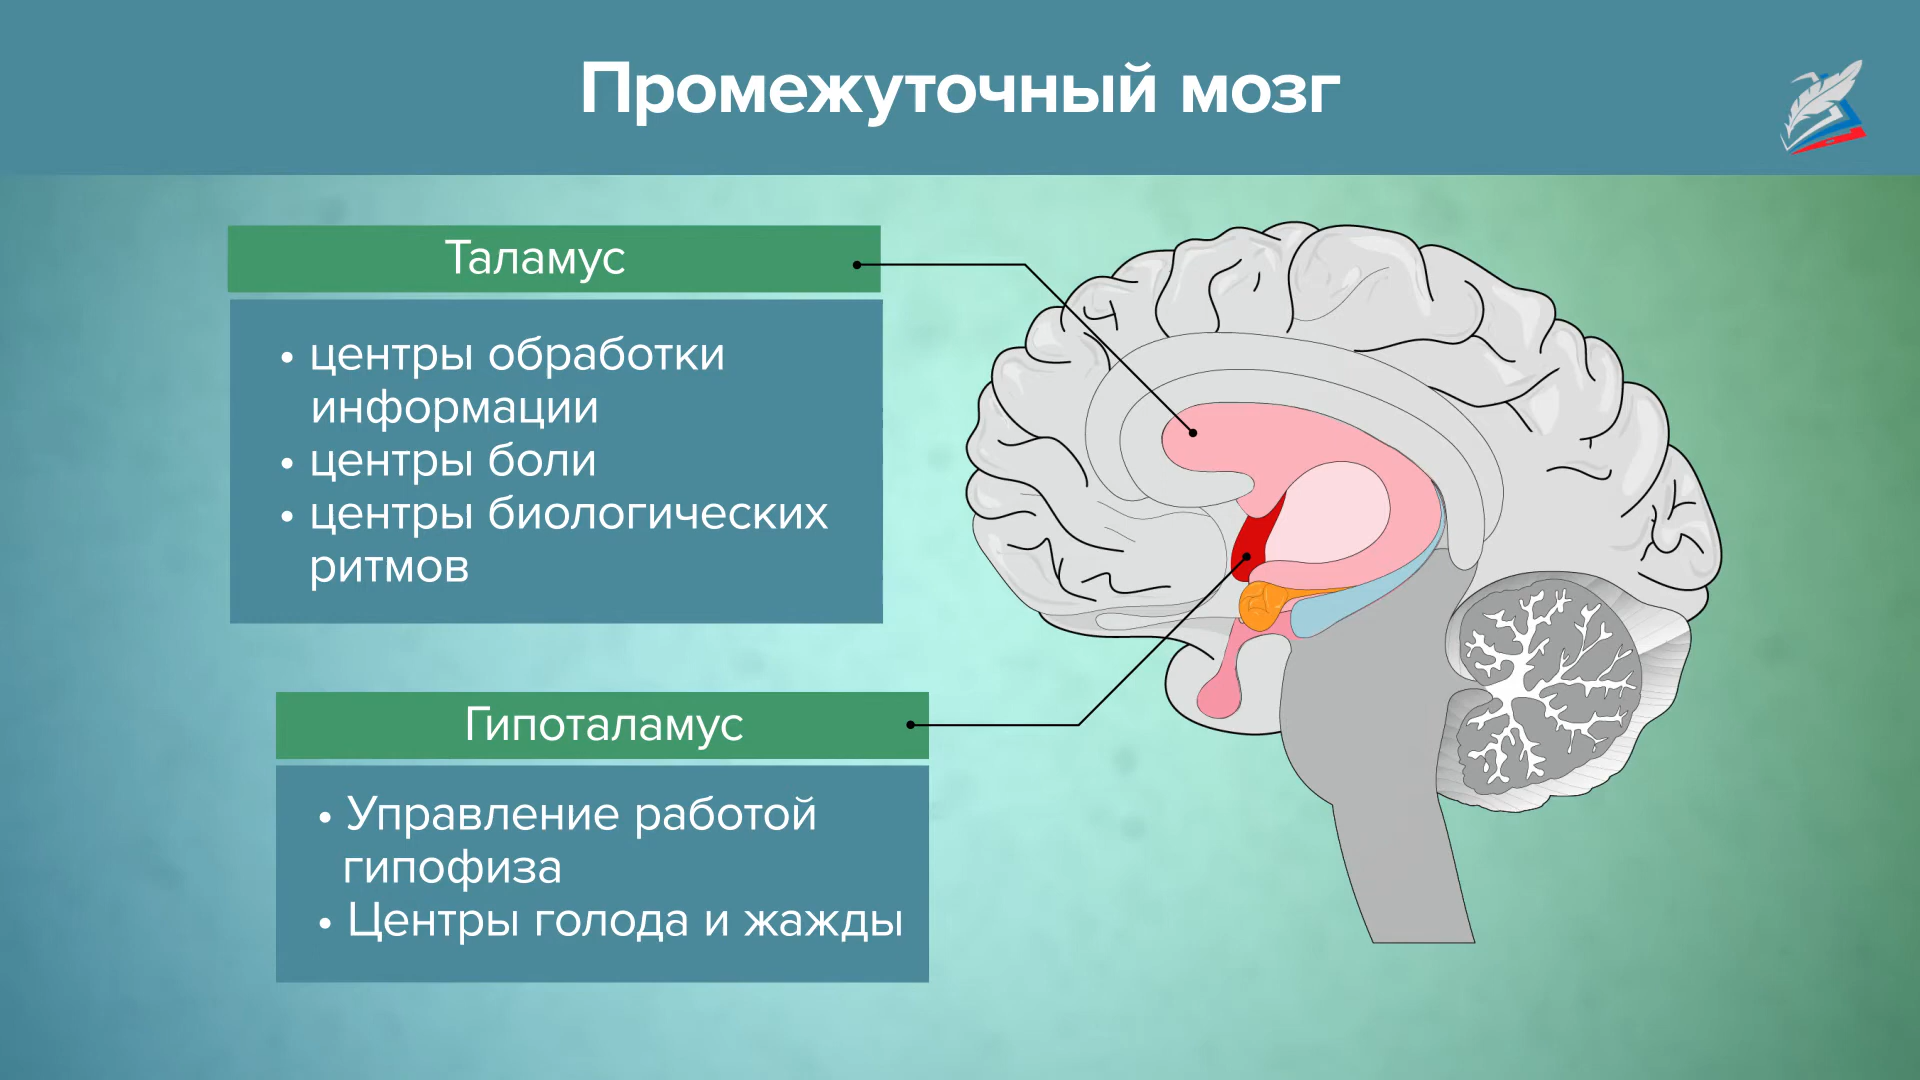 Промежуточный мозг
Таламус
• центры обработки
информации
• центры боли
• центры биологических
ритмов
Гипоталамус
• Управление работой
гипофиза
• Центры голода и жажды